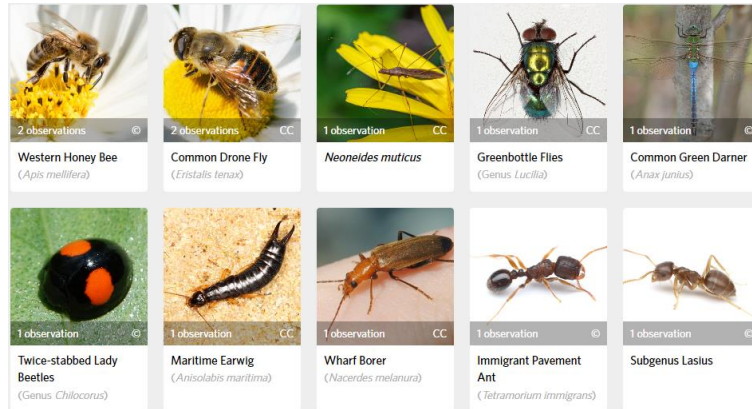 2 observations ©
2 observations CC
1 observation CC
1 observation CC
1 observation ©
Western Honey Bee
(Apis mellifera)
Common Drone Fly
(Eristalis tenax)
Neoneides muticus
Greenbottle Flies
(Genus Lucilia)
Common Green Darner
(Anax junius)
1 observation ©
1 observation CC
1 observation CC
1 observation ©
1 observation ©
Twice-stabbed Lady
Beetles
(Genus Chilocorus)
Maritime Earwig
(Anisolabis maritima)
Wharf Borer
(Nacerdes melanura)
Immigrant Pavement
Ant
(Tetramorium immigrans)
Subgenus Lasius